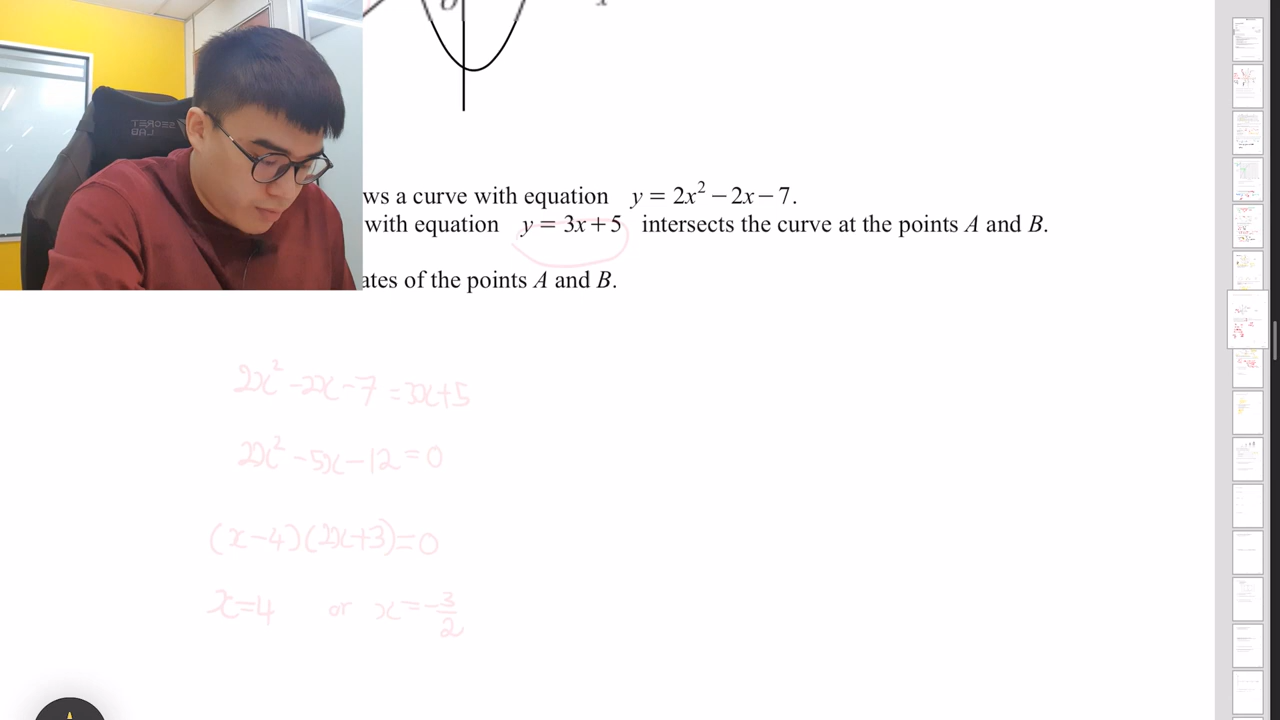 O
x
SECRET
LAB
ws a curve with equation y = 2x² – 2x – 7.
with equation y = 3x + 5 intersects the curve at the points A and B.
ates of the points A and B.
2x² - 2x - 7 = 3x + 5
2x² - 5x - 12 = 0
(x - 4)(2x + 3) = 0
x = 4 or x = -3/2